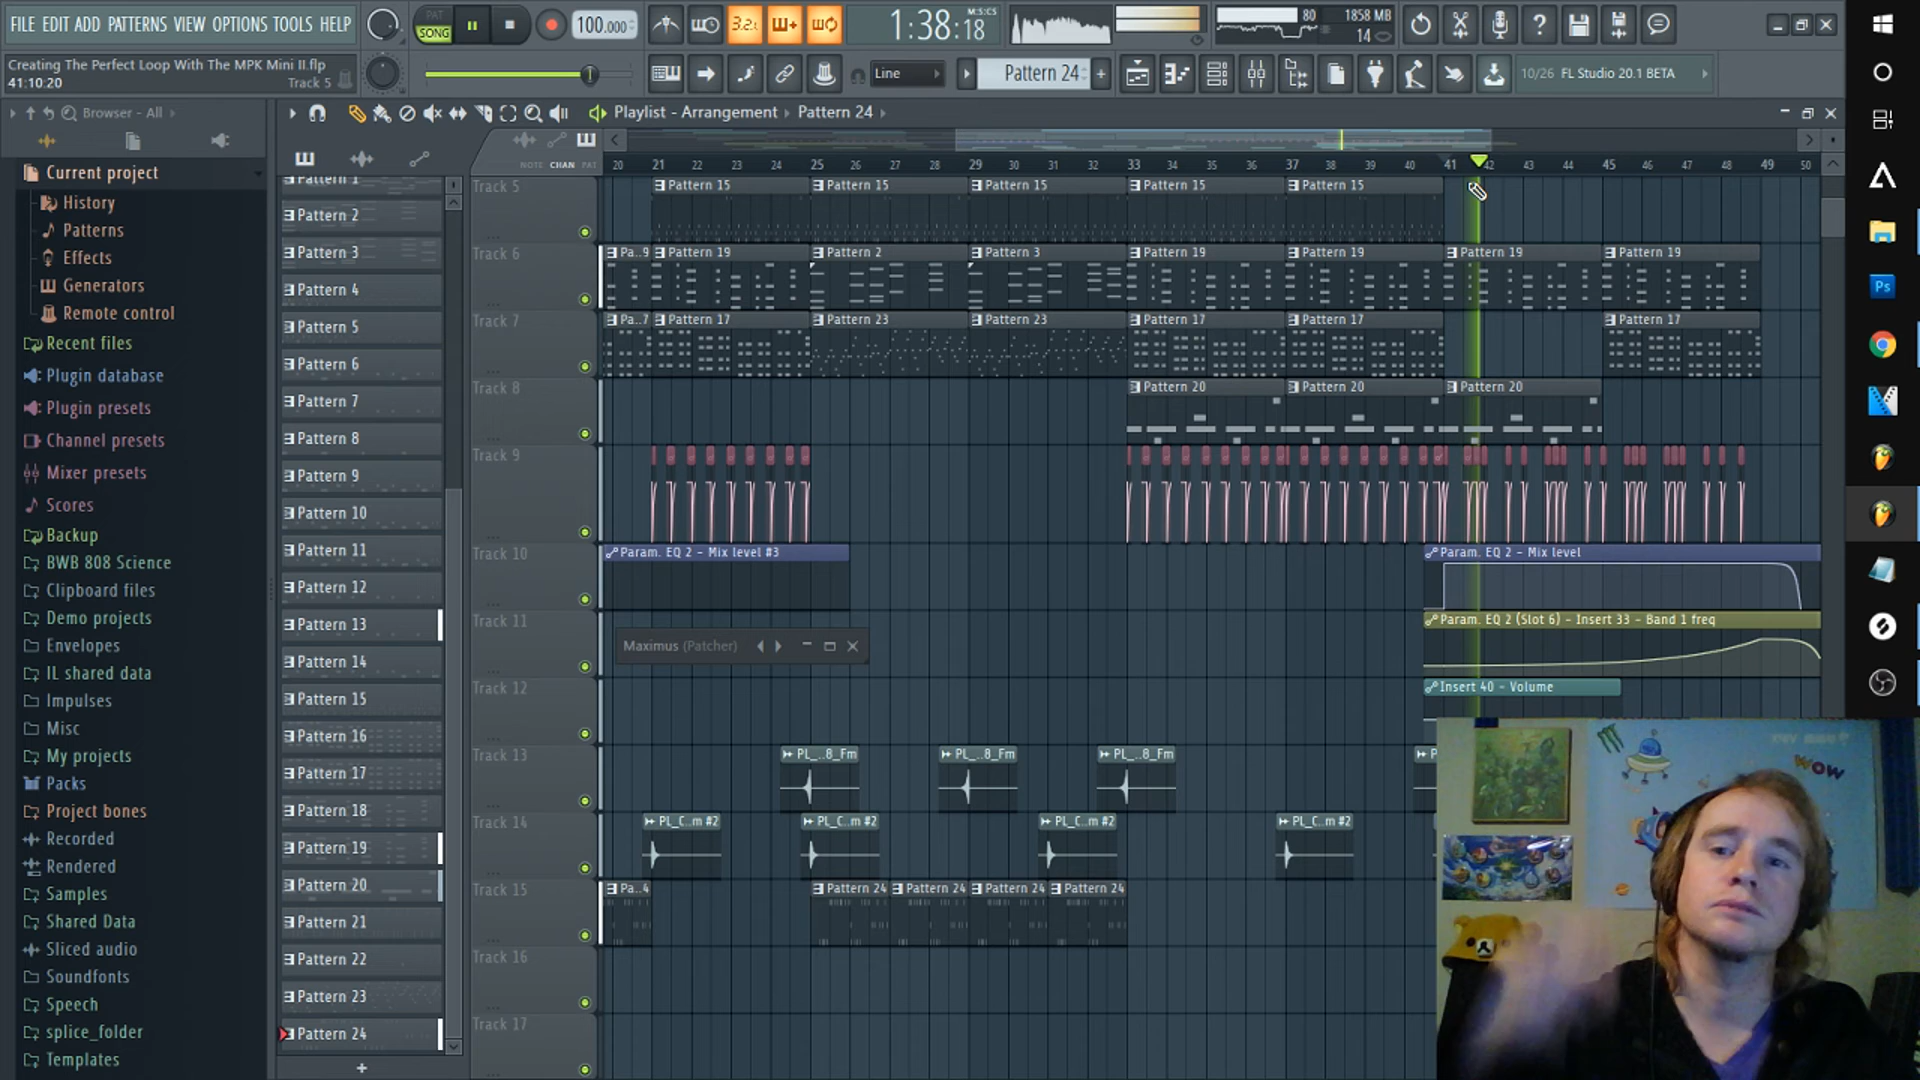 FILE EDIT ADD PATTERNS VIEW OPTIONS TOOLS HELP
PAT
SONG
100.000
3.2.1
1:38:18
M:S:CS
80
1858 MB
14
Creating The Perfect Loop With The MPK Mini II.flp
41:10:20
Track 5
Line
Pattern 24
10/26 FL Studio 20.1 BETA
Browser - All
Playlist - Arrangement
Pattern 24
NOTE CHAN PAT
20 21 22 23 24 25 26 27 28 29 30 31 32 33 34 35 36 37 38 39 40 41 42 43 44 45 46 47 48 49 50
Current project
History
Patterns
Effects
Generators
Remote control
Recent files
Plugin database
Plugin presets
Channel presets
Mixer presets
Scores
Backup
BWB 808 Science
Clipboard files
Demo projects
Envelopes
IL shared data
Impulses
Misc
My projects
Packs
Project bones
Recorded
Rendered
Samples
Shared Data
Sliced audio
Soundfonts
Speech
splice_folder
Templates
Pattern 1
Pattern 2
Pattern 3
Pattern 4
Pattern 5
Pattern 6
Pattern 7
Pattern 8
Pattern 9
Pattern 10
Pattern 11
Pattern 12
Pattern 13
Pattern 14
Pattern 15
Pattern 16
Pattern 17
Pattern 18
Pattern 19
Pattern 20
Pattern 21
Pattern 22
Pattern 23
Pattern 24
+
Track 5
Pattern 15 Pattern 15 Pattern 15 Pattern 15 Pattern 15
Track 6
Pa..9 Pattern 19 Pattern 2 Pattern 3 Pattern 19 Pattern 19 Pattern 19 Pattern 19
Track 7
Pa..7 Pattern 17 Pattern 23 Pattern 23 Pattern 17 Pattern 17 Pattern 17
Track 8
Pattern 20 Pattern 20 Pattern 20
Track 9
Track 10
Param. EQ 2 - Mix level #3 Param. EQ 2 - Mix level
Track 11
Param. EQ 2 (Slot 6) - Insert 33 - Band 1 freq
Maximus (Patcher)
Track 12
Insert 40 - Volume
Track 13
PL_...8_Fm PL_...8_Fm PL_...8_Fm
Track 14
PL_C...m #2 PL_C...m #2 PL_C...m #2 PL_C...m #2
Track 15
Pa..4 Pattern 24 Pattern 24 Pattern 24 Pattern 24
Track 16
Track 17
Ps
WOW